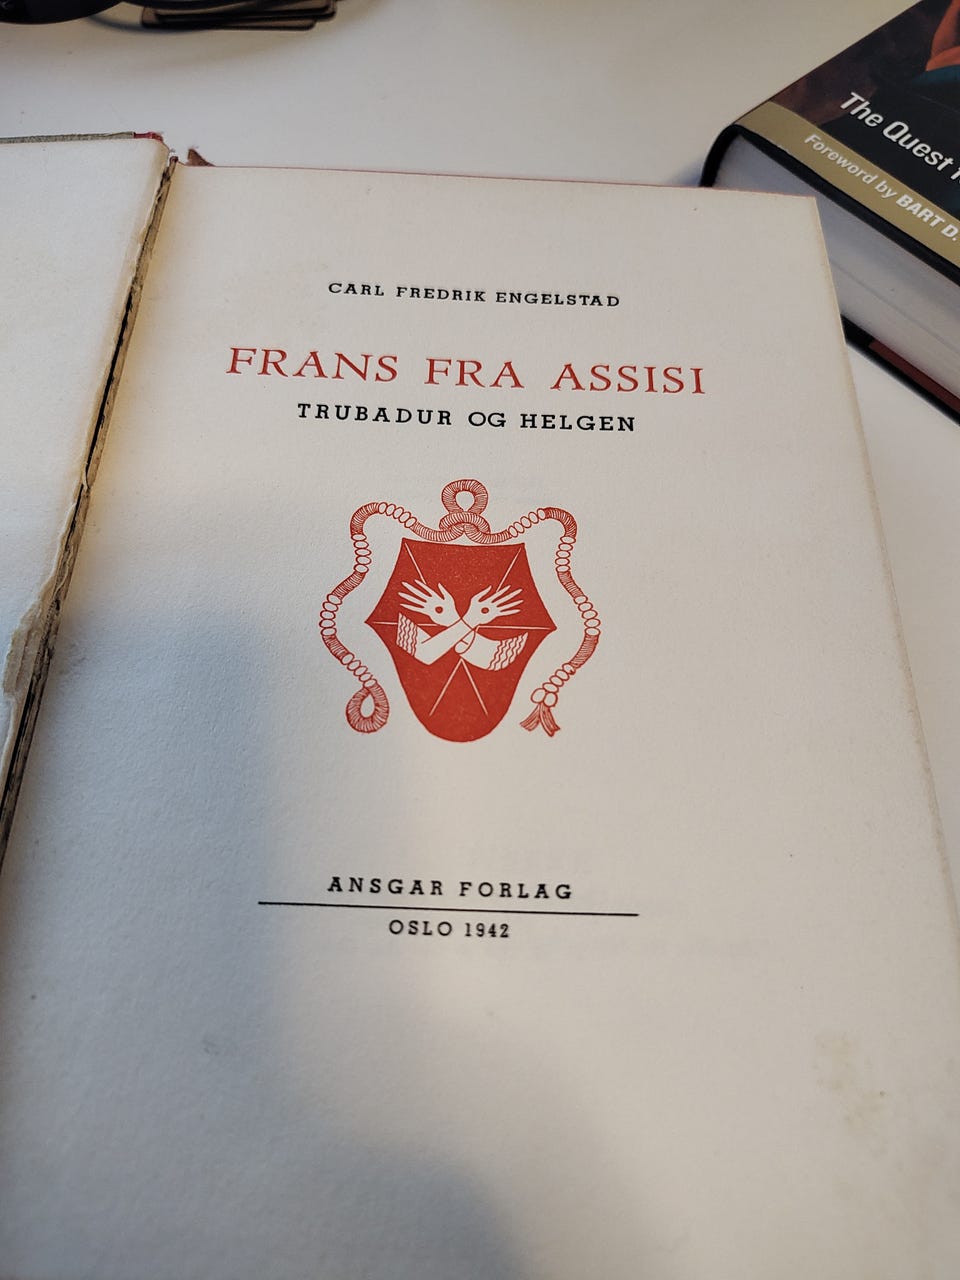 CARL FREDRIK ENGELSTAD
FRANS FRA ASSISI
TRUBADUR OG HELGEN
ANSGAR FORLAG
OSLO 1942
The Quest
Foreword by BART D.